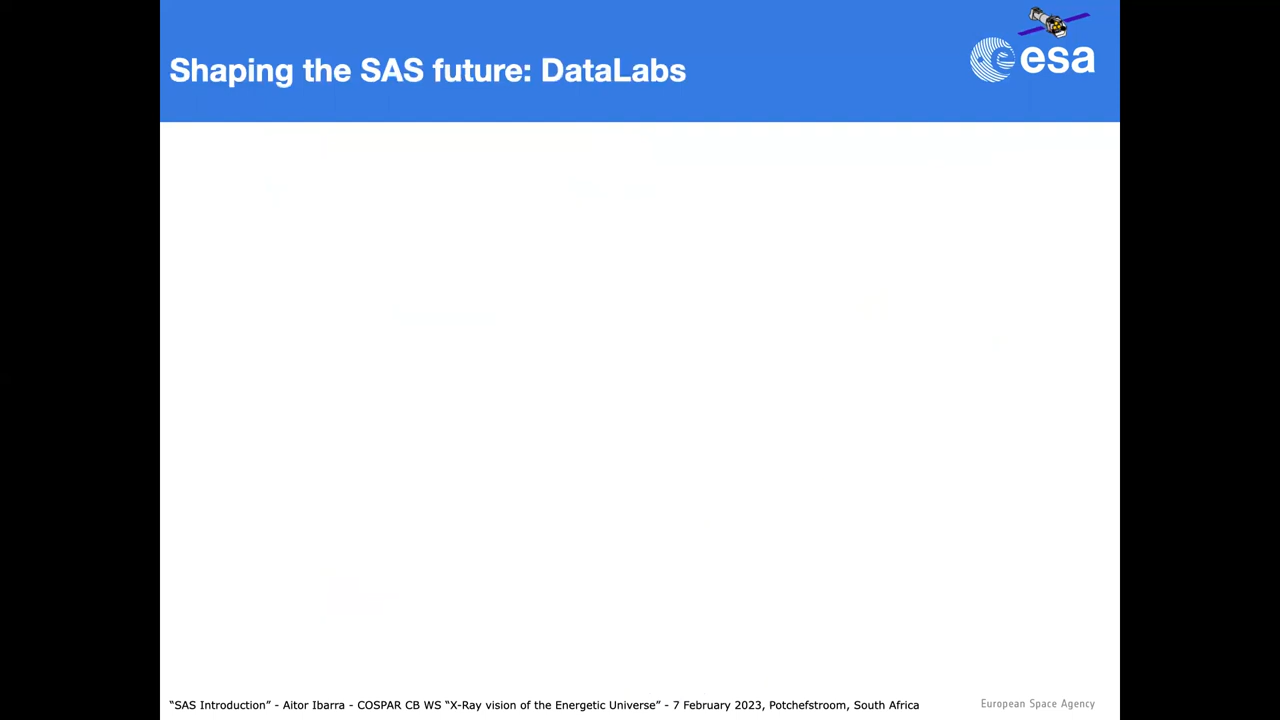 Shaping the SAS future: DataLabs
esa
“SAS Introduction” - Aitor Ibarra - COSPAR CB WS “X-Ray vision of the Energetic Universe” - 7 February 2023, Potchefstroom, South Africa
European Space Agency